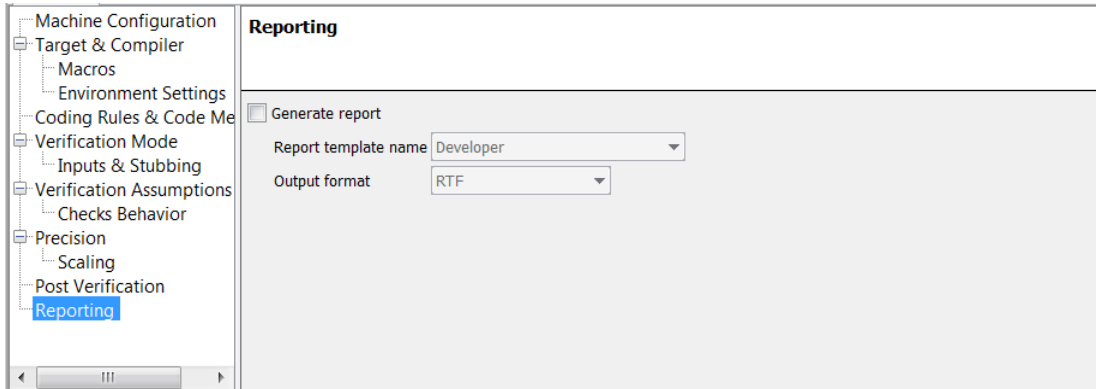 Machine Configuration
Target & Compiler
Macros
Environment Settings
Coding Rules & Code Me
Verification Mode
Inputs & Stubbing
Verification Assumptions
Checks Behavior
Precision
Scaling
Post Verification
Reporting
Reporting
Generate report
Report template name Developer
Output format RTF